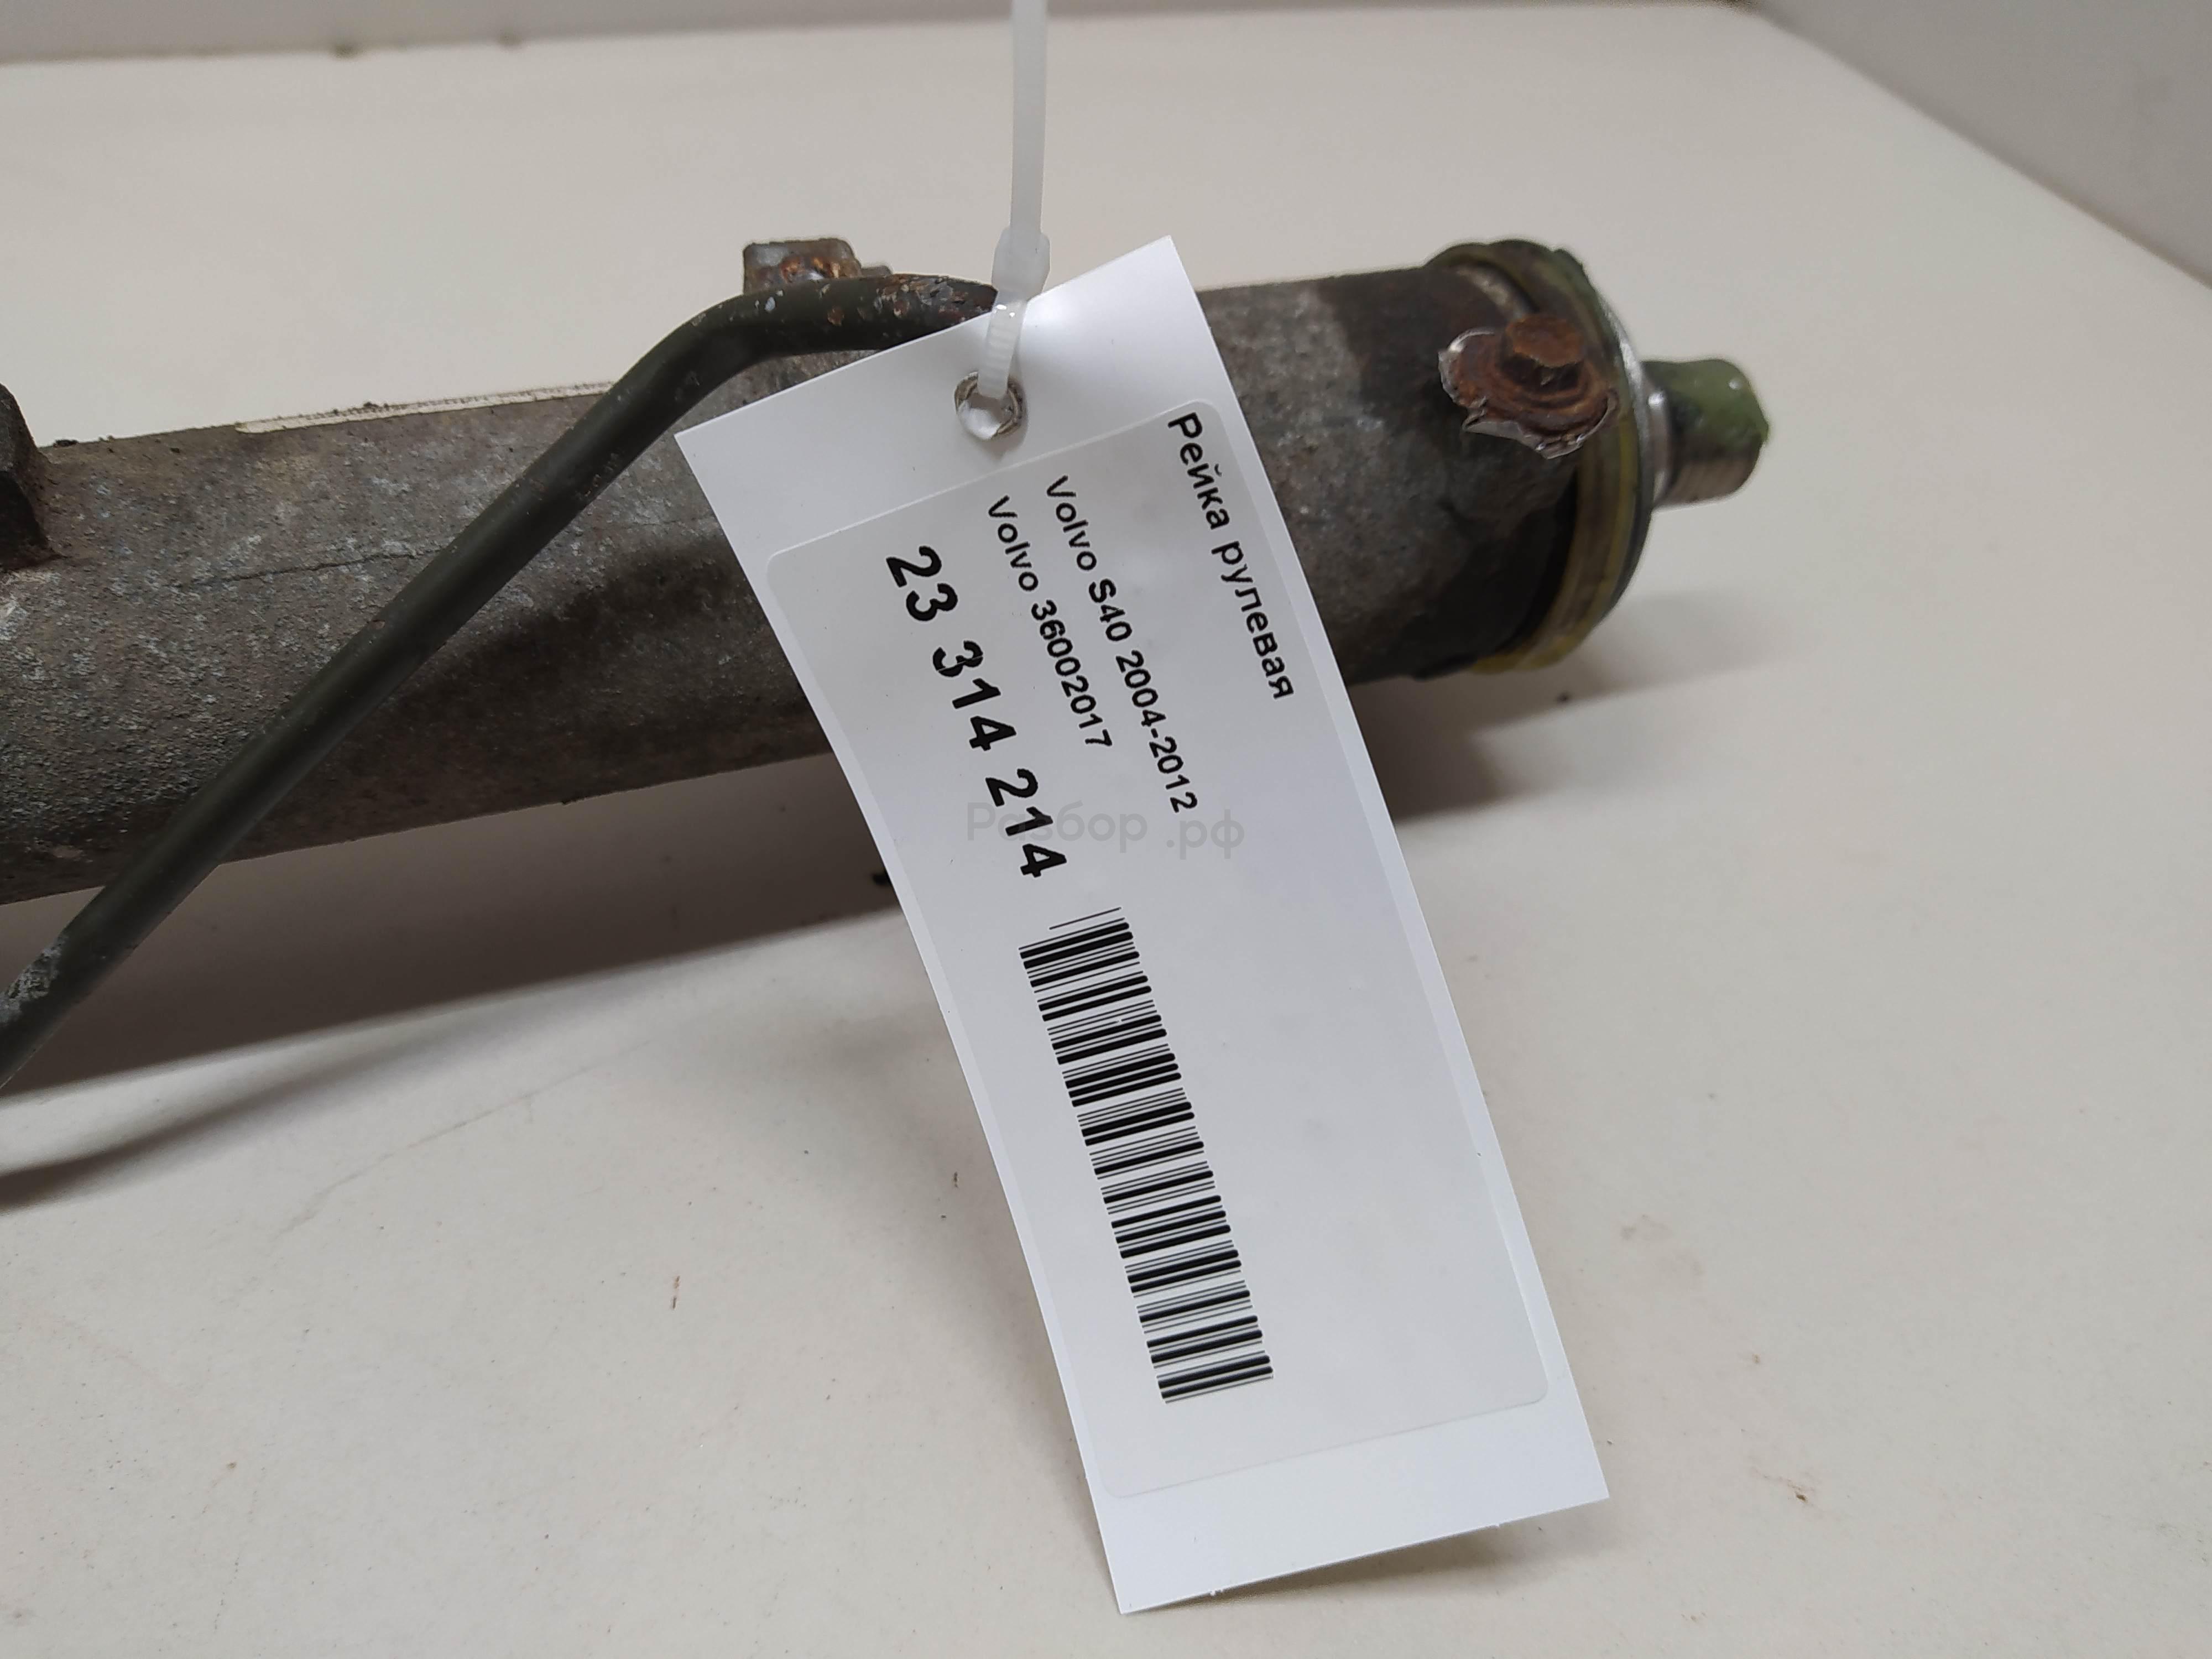 Рейка рулевая
Volvo S40 2004-2012
Volvo 36002017
23 314 214
Разбор.рф